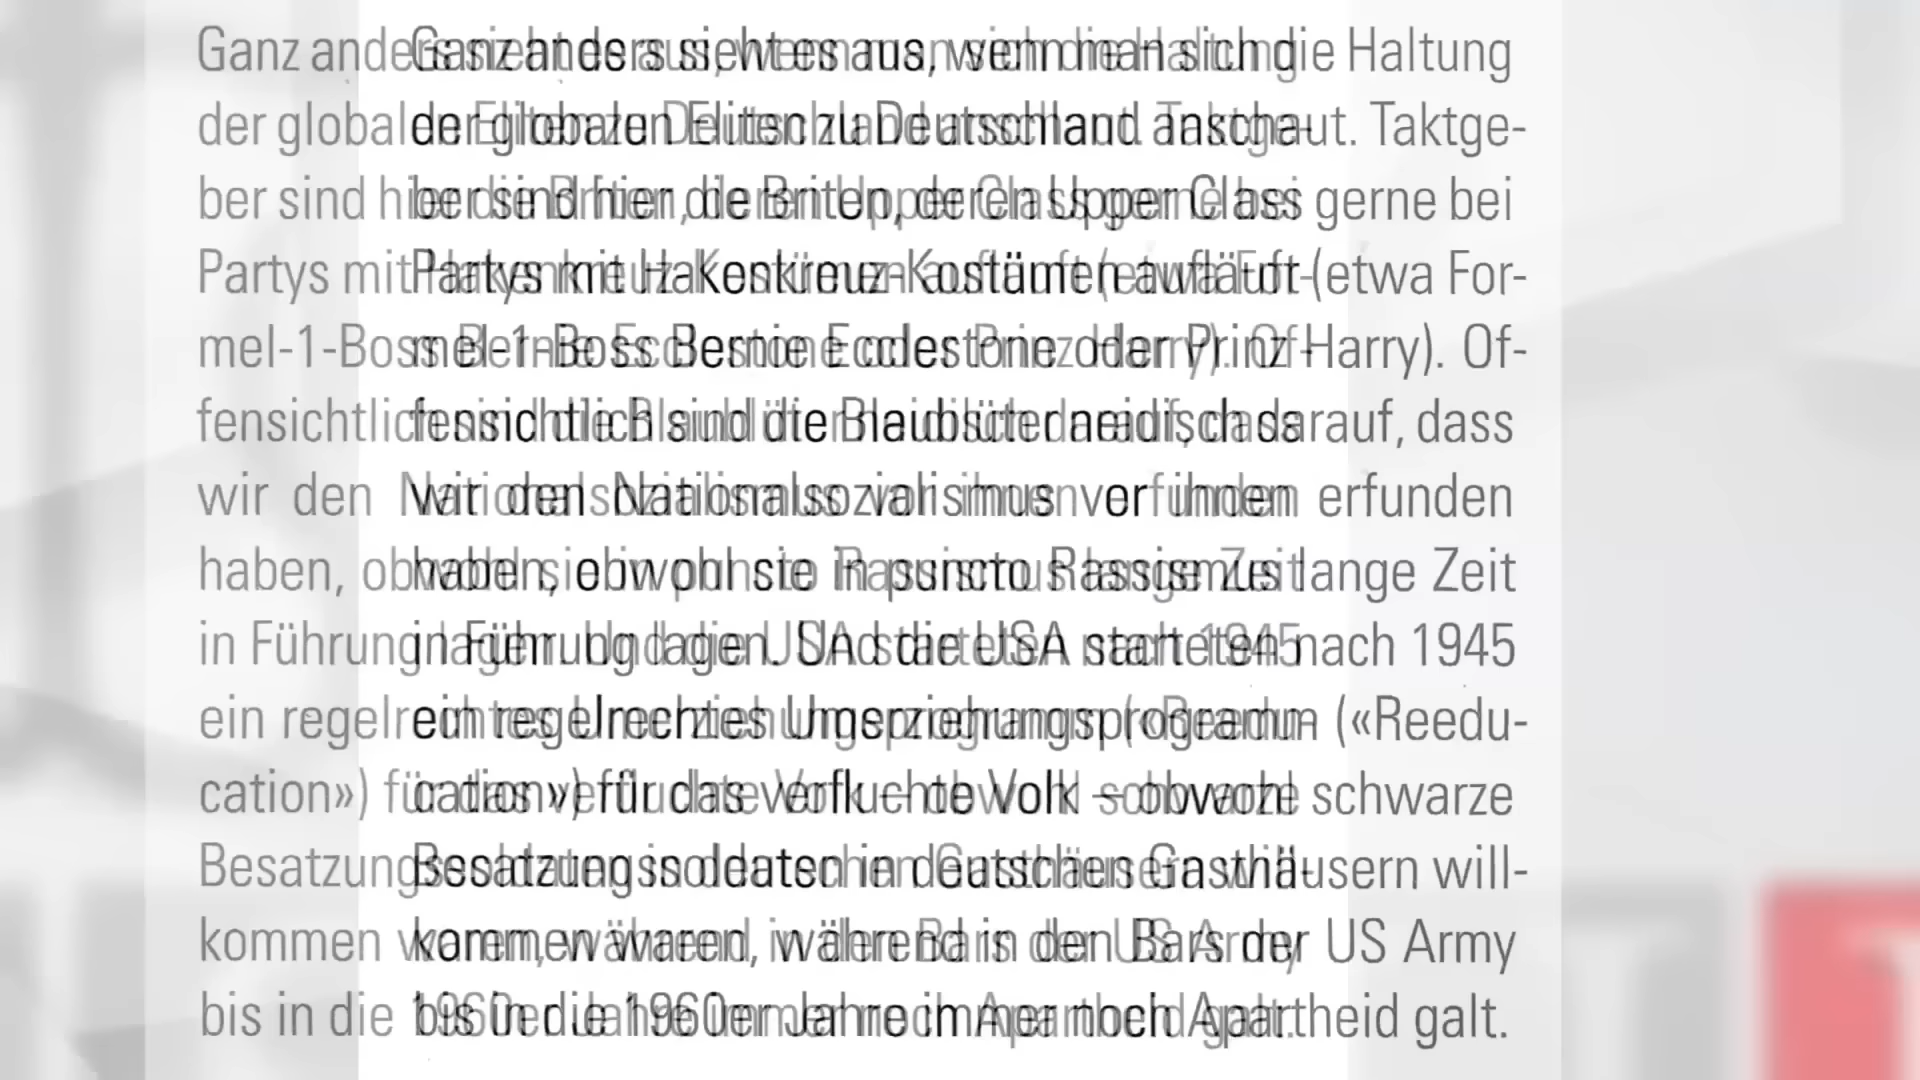 Ganz anders sieht es aus, wenn man sich die Haltung
der globalen Eliten zu Deutschland anschaut. Taktge-
ber sind hier die Briten, deren Upper Class gerne bei
Partys mit Hakenkreuz-Kostümen aufläuft (etwa For-
mel-1-Boss Bernie Ecclestone oder Prinz Harry). Of-
fensichtlich sind die Blaublüter neidisch darauf, dass
wir den Nationalsozialismus vor ihnen erfunden
haben, obwohl sie in puncto Rassismus lange Zeit
in Führung lagen. Und die USA starteten nach 1945
ein regelrechtes Umerziehungsprogramm («Reedu-
cation») für das verfluchte Volk – obwohl schwarze
Besatzungssoldaten in deutschen Gasthäusern will-
kommen waren, während in den Bars der US Army
bis in die 1960er Jahre immer noch Apartheid galt.